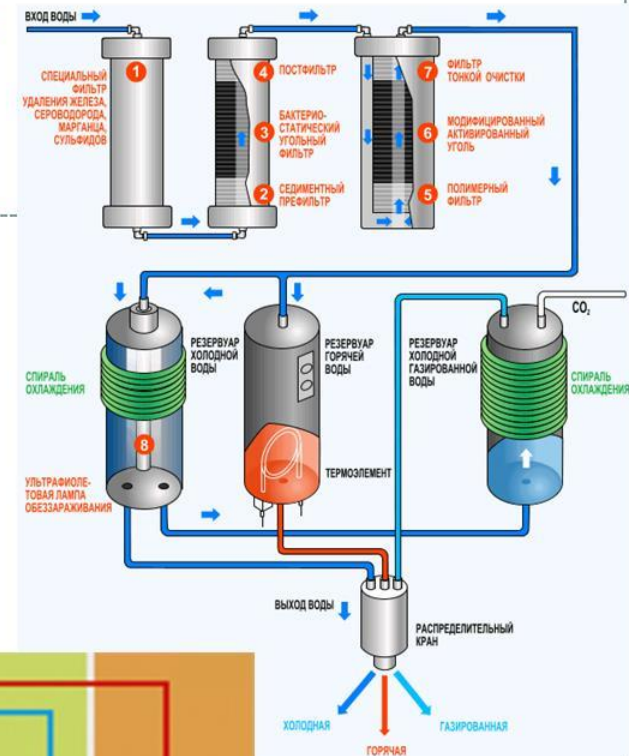 ВХОД ВОДЫ
1
СПЕЦИАЛЬНЫЙ
ФИЛЬТР
УДАЛЕНИЯ ЖЕЛЕЗА,
СЕРОВОДОРОДА,
МАРГАНЦА,
СУЛЬФИДОВ
4
ПОСТФИЛЬТР
3
БАКТЕРИО-
СТАТИЧЕСКИЙ
УГОЛЬНЫЙ
ФИЛЬТР
2
СЕДИМЕНТНЫЙ
ПРЕФИЛЬТР
7
ФИЛЬТР
ТОНКОЙ ОЧИСТКИ
6
МОДИФИЦИРОВАННЫЙ
АКТИВИРОВАННЫЙ
УГОЛЬ
5
ПОЛИМЕРНЫЙ
ФИЛЬТР
СПИРАЛЬ
ОХЛАЖДЕНИЯ
РЕЗЕРВУАР
ХОЛОДНОЙ
ВОДЫ
8
УЛЬТРАФИОЛЕ-
ТОВАЯ ЛАМПА
ОБЕЗЗАРАЖИВАНИЯ
РЕЗЕРВУАР
ГОРЯЧЕЙ
ВОДЫ
ТЕРМОЭЛЕМЕНТ
РЕЗЕРВУАР
ХОЛОДНОЙ
ГАЗИРОВАННОЙ
ВОДЫ
CO₂
СПИРАЛЬ
ОХЛАЖДЕНИЯ
ВЫХОД ВОДЫ
РАСПРЕДЕЛИТЕЛЬНЫЙ
КРАН
ХОЛОДНАЯ
ГОРЯЧАЯ
ГАЗИРОВАННАЯ